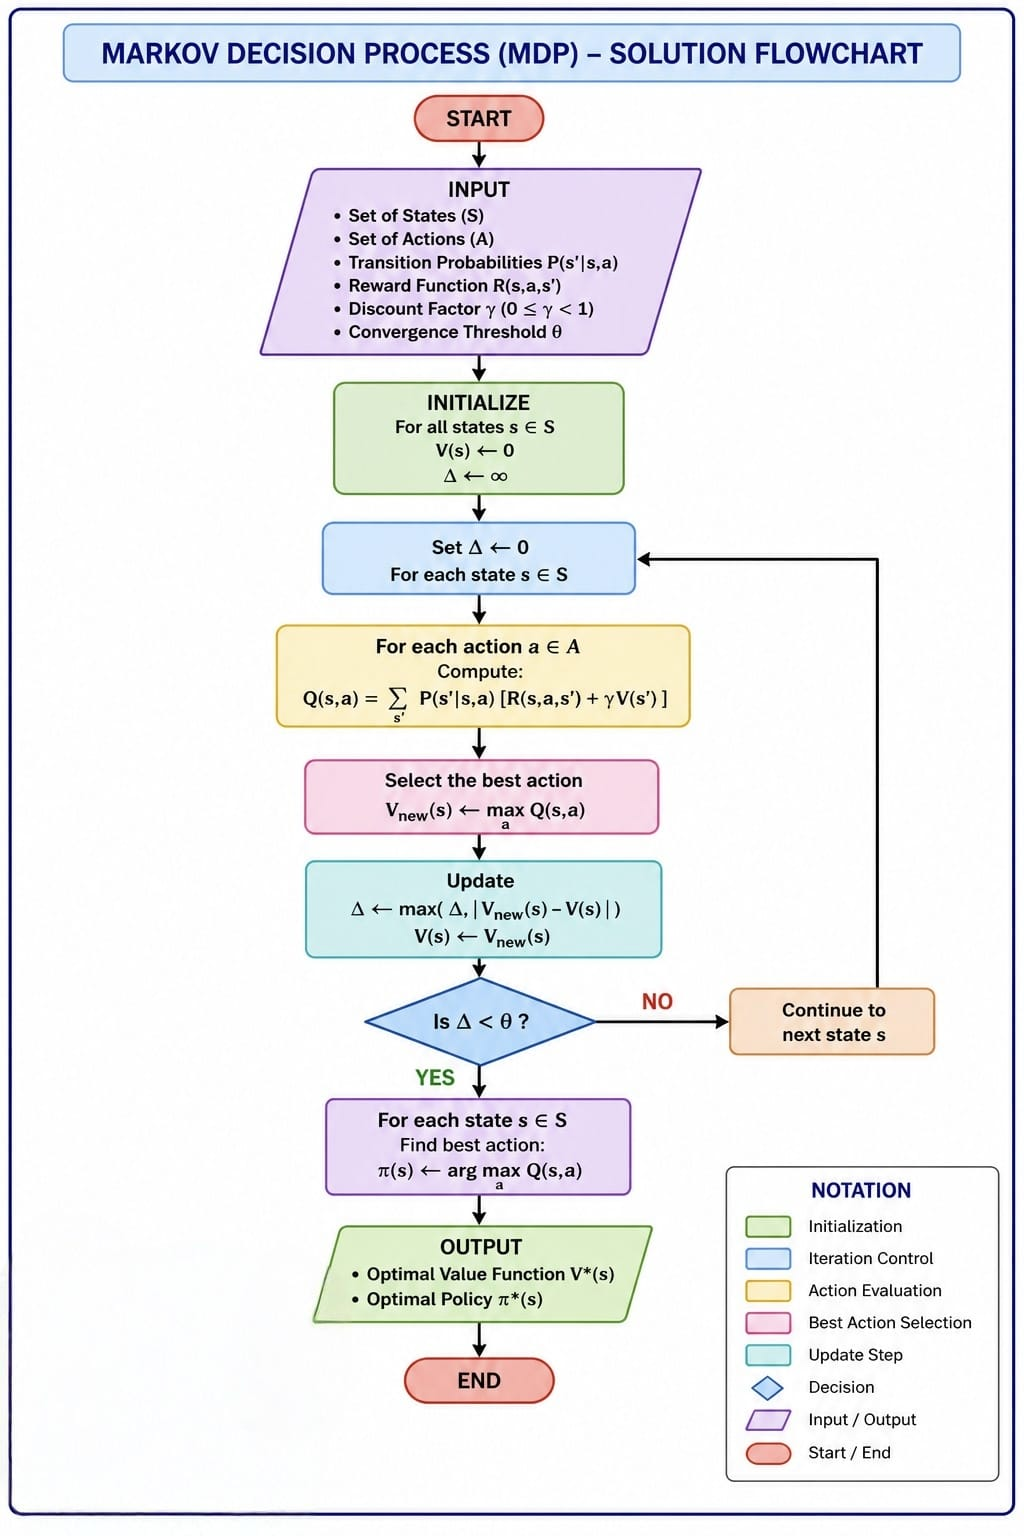 MARKOV DECISION PROCESS (MDP) – SOLUTION FLOWCHART
START
INPUT
• Set of States (S)
• Set of Actions (A)
• Transition Probabilities P(s′|s,a)
• Reward Function R(s,a,s′)
• Discount Factor γ (0 ≤ γ < 1)
• Convergence Threshold θ
INITIALIZE
For all states s ∈ S
V(s) ← 0
Δ ← ∞
Set Δ ← 0
For each state s ∈ S
For each action a ∈ A
Compute:
Q(s,a) = ∑ P(s′|s,a) [R(s,a,s′) + γV(s′) ]
s′
Select the best action
Vnew(s) ← max Q(s,a)
a
Update
Δ ← max( Δ, |Vnew(s) – V(s)| )
V(s) ← Vnew(s)
Is Δ < θ ?
NO
Continue to
next state s
YES
For each state s ∈ S
Find best action:
π(s) ← arg max Q(s,a)
a
OUTPUT
• Optimal Value Function V*(s)
• Optimal Policy π*(s)
END
NOTATION
Initialization
Iteration Control
Action Evaluation
Best Action Selection
Update Step
Decision
Input / Output
Start / End